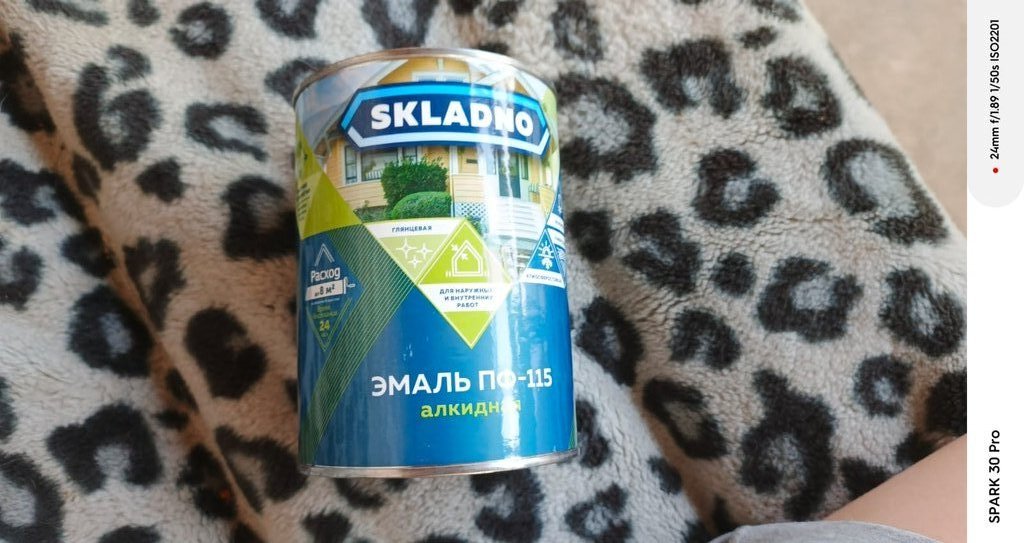 SKLADNO
ГЛЯНЦЕВАЯ
ДЛЯ НАРУЖНЫХ
И ВНУТРЕННИХ
РАБОТ
Расход
8 м²
24
ЭМАЛЬ ПФ-115
алкидная
24mm f/1.89 1/50s ISO2201
SPARK 30 Pro